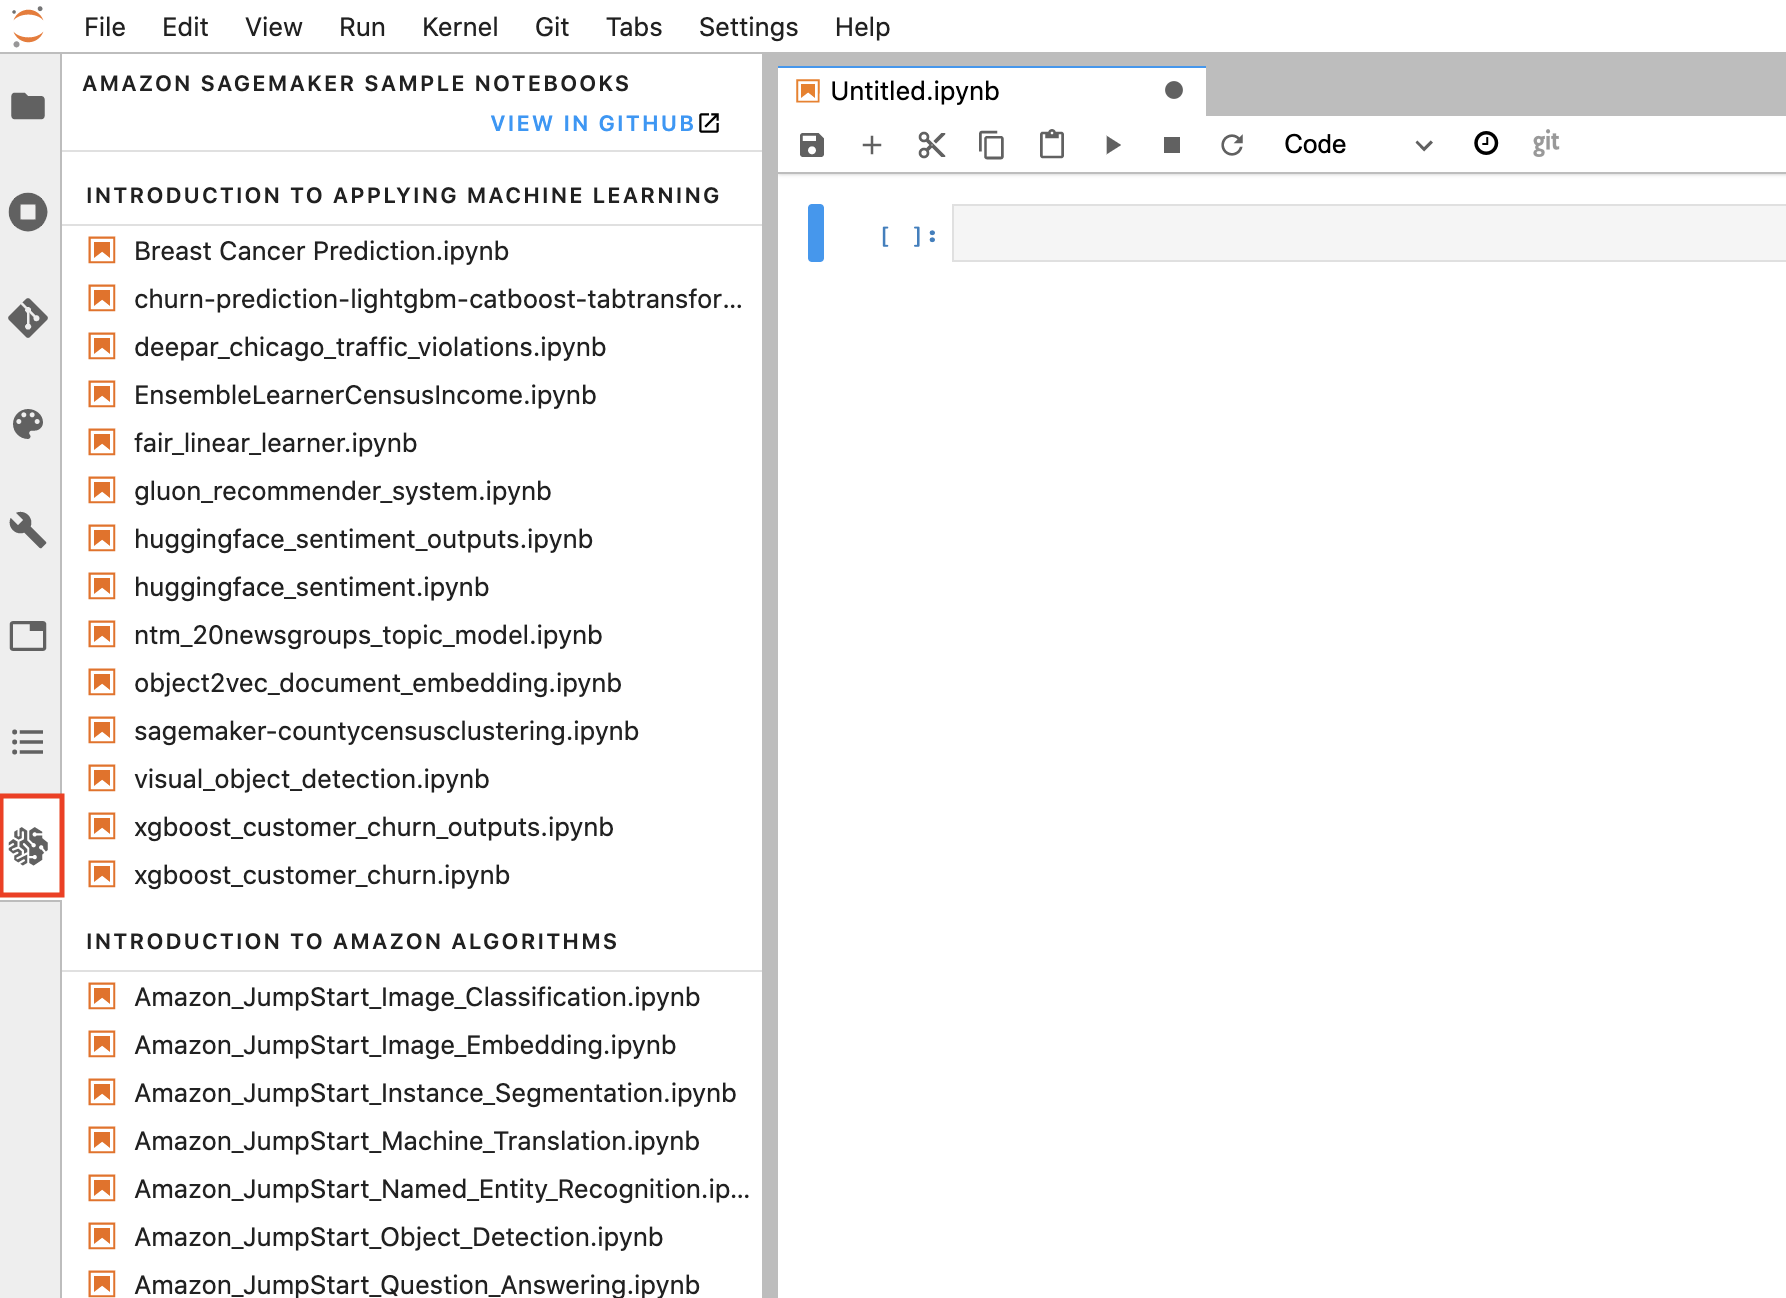 File Edit View Run Kernel Git Tabs Settings Help
AMAZON SAGEMAKER SAMPLE NOTEBOOKS
VIEW IN GITHUB
INTRODUCTION TO APPLYING MACHINE LEARNING
Breast Cancer Prediction.ipynb
churn-prediction-lightgbm-catboost-tabtransfor...
deepar_chicago_traffic_violations.ipynb
EnsembleLearnerCensusIncome.ipynb
fair_linear_learner.ipynb
gluon_recommender_system.ipynb
huggingface_sentiment_outputs.ipynb
huggingface_sentiment.ipynb
ntm_20newsgroups_topic_model.ipynb
object2vec_document_embedding.ipynb
sagemaker-countycensusclustering.ipynb
visual_object_detection.ipynb
xgboost_customer_churn_outputs.ipynb
xgboost_customer_churn.ipynb
INTRODUCTION TO AMAZON ALGORITHMS
Amazon_JumpStart_Image_Classification.ipynb
Amazon_JumpStart_Image_Embedding.ipynb
Amazon_JumpStart_Instance_Segmentation.ipynb
Amazon_JumpStart_Machine_Translation.ipynb
Amazon_JumpStart_Named_Entity_Recognition.ip...
Amazon_JumpStart_Object_Detection.ipynb
Amazon_JumpStart_Question_Answering.ipynb
Untitled.ipynb
Code git
[ ]: